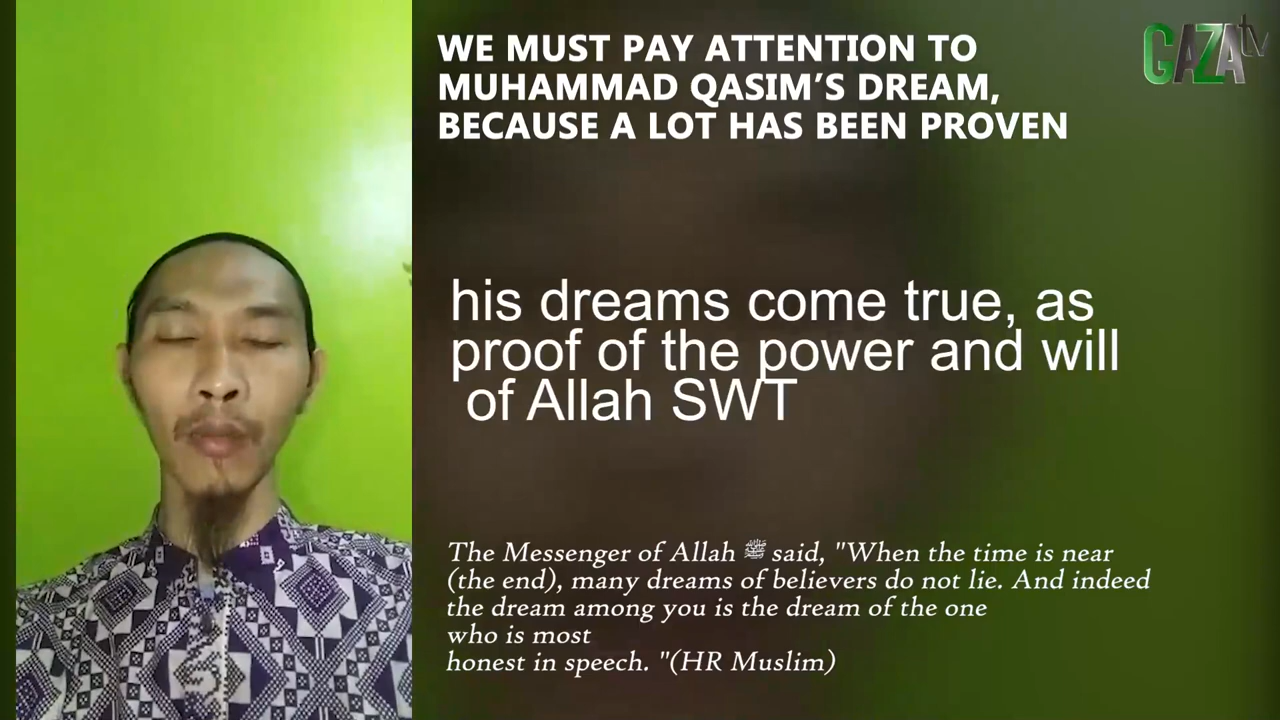 GAZAtv
WE MUST PAY ATTENTION TO
MUHAMMAD QASIM’S DREAM,
BECAUSE A LOT HAS BEEN PROVEN
his dreams come true, as
proof of the power and will
of Allah SWT
The Messenger of Allah ﷺ said, "When the time is near
(the end), many dreams of believers do not lie. And indeed
the dream among you is the dream of the one
who is most
honest in speech. "(HR Muslim)